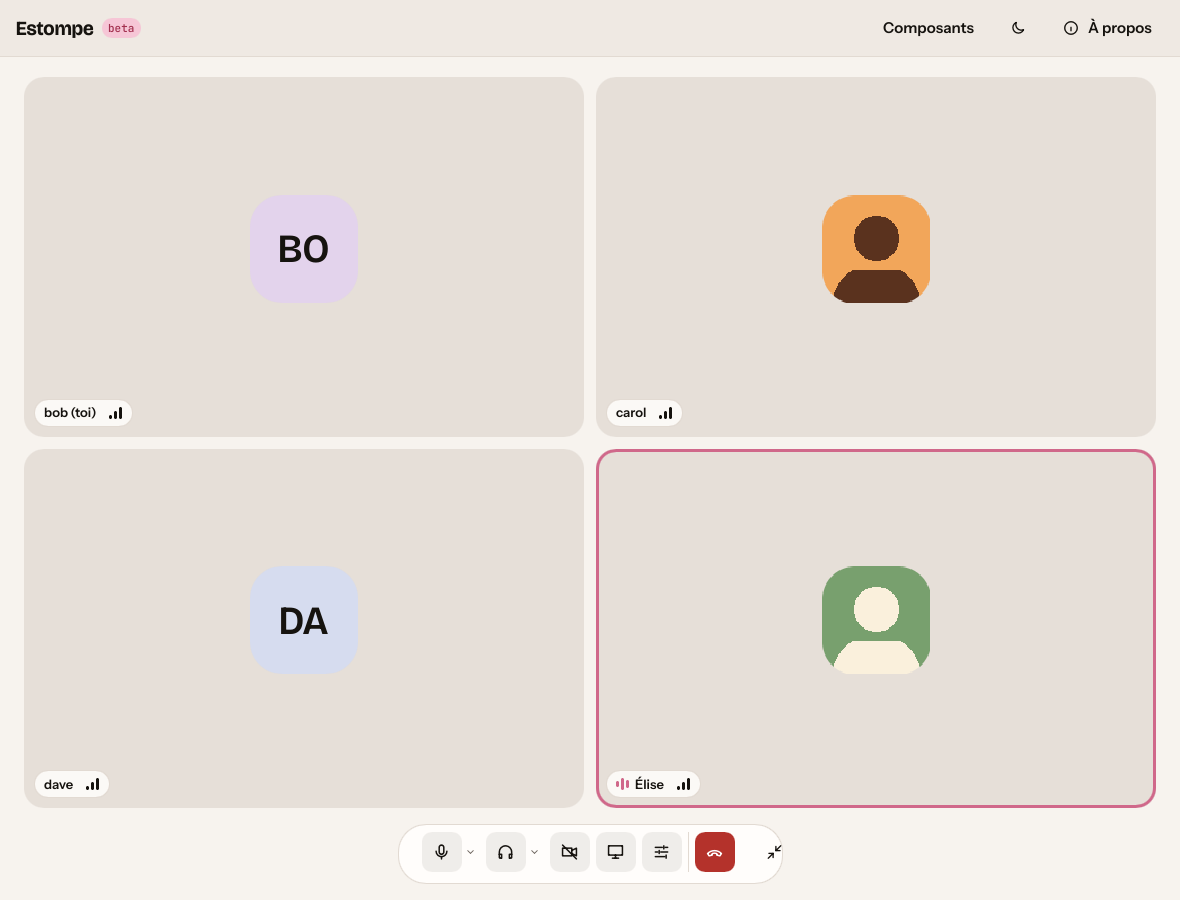 Estompe beta
Composants
À propos
BO
bob (toi)
carol
DA
dave
Élise